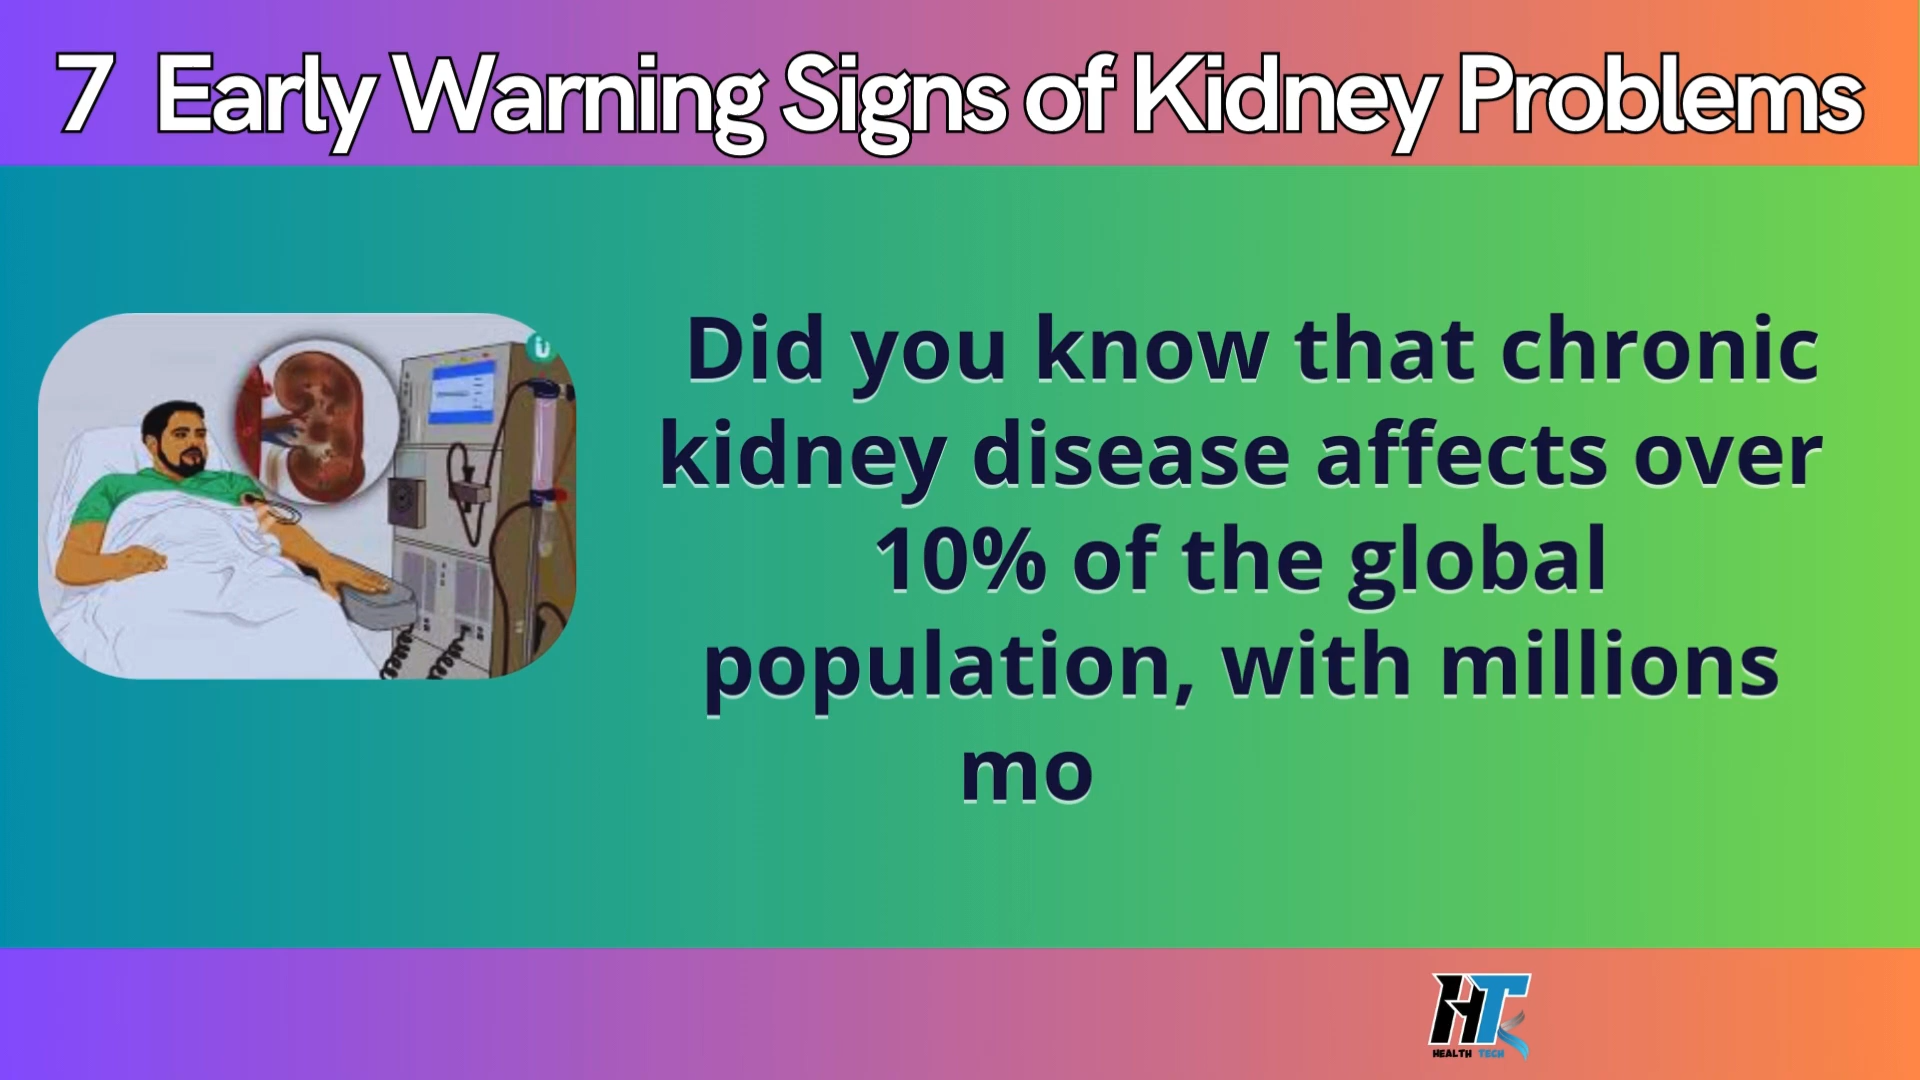 7 Early Warning Signs of Kidney Problems
Did you know that chronic
kidney disease affects over
10% of the global
population, with millions
mo
HT
HEALTH TECH